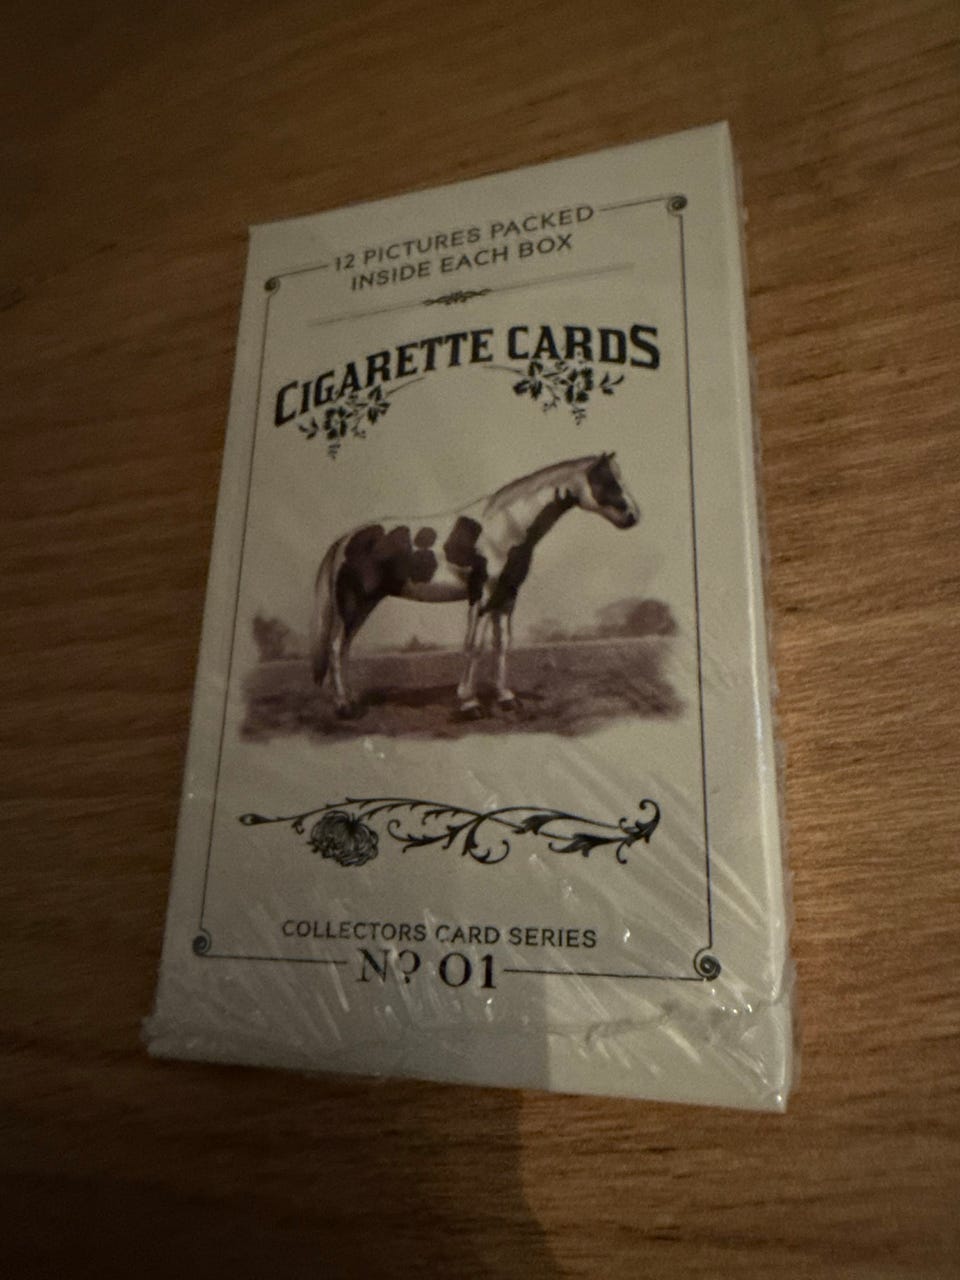 12 PICTURES PACKED
INSIDE EACH BOX
CIGARETTE CARDS
COLLECTORS CARD SERIES
Nº 01